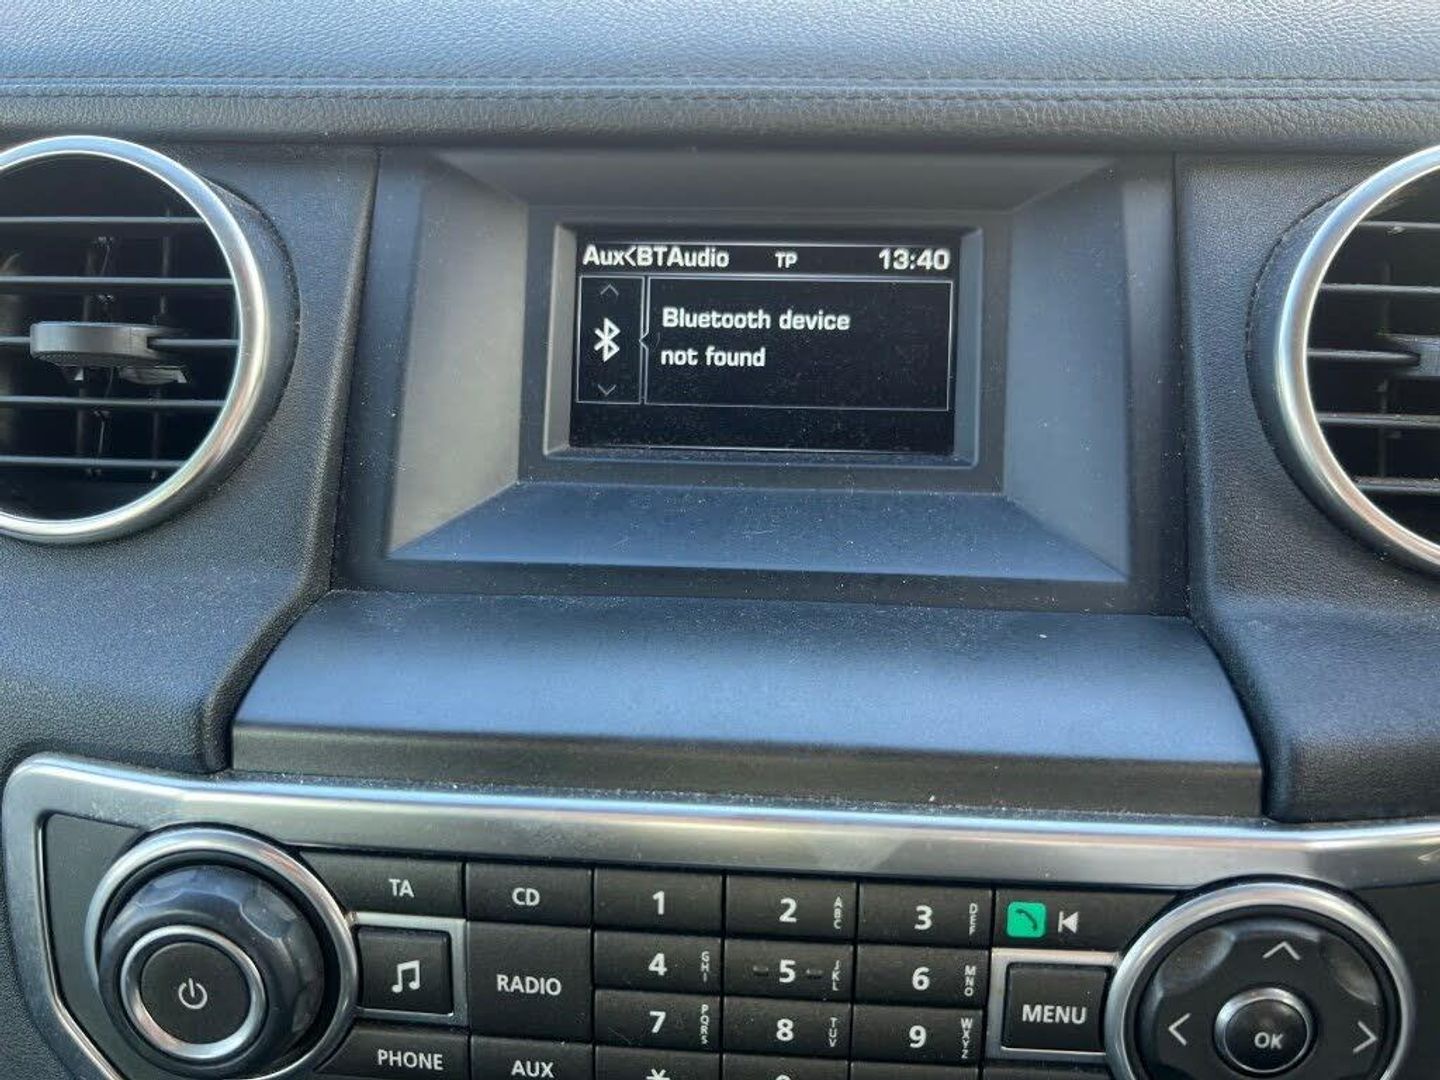 Aux<BTAudio TP 13:40
Bluetooth device
not found
TA CD 1 2 ABC 3 DEF
4 GHI 5 JKL 6 MNO
RADIO MENU OK
7 PQRS 8 TUV 9 WXYZ
PHONE AUX *